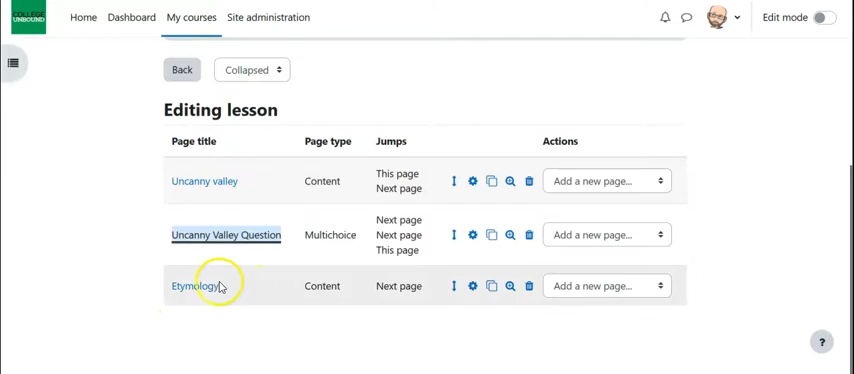 COLLEGE
UNBOUND
Home Dashboard My courses Site administration Edit mode
Back Collapsed
Editing lesson
Page title Page type Jumps Actions
Uncanny valley Content This page Add a new page...
Next page
Uncanny Valley Question Multichoice Next page Add a new page...
Next page
This page
Etymology Content Next page Add a new page...
?